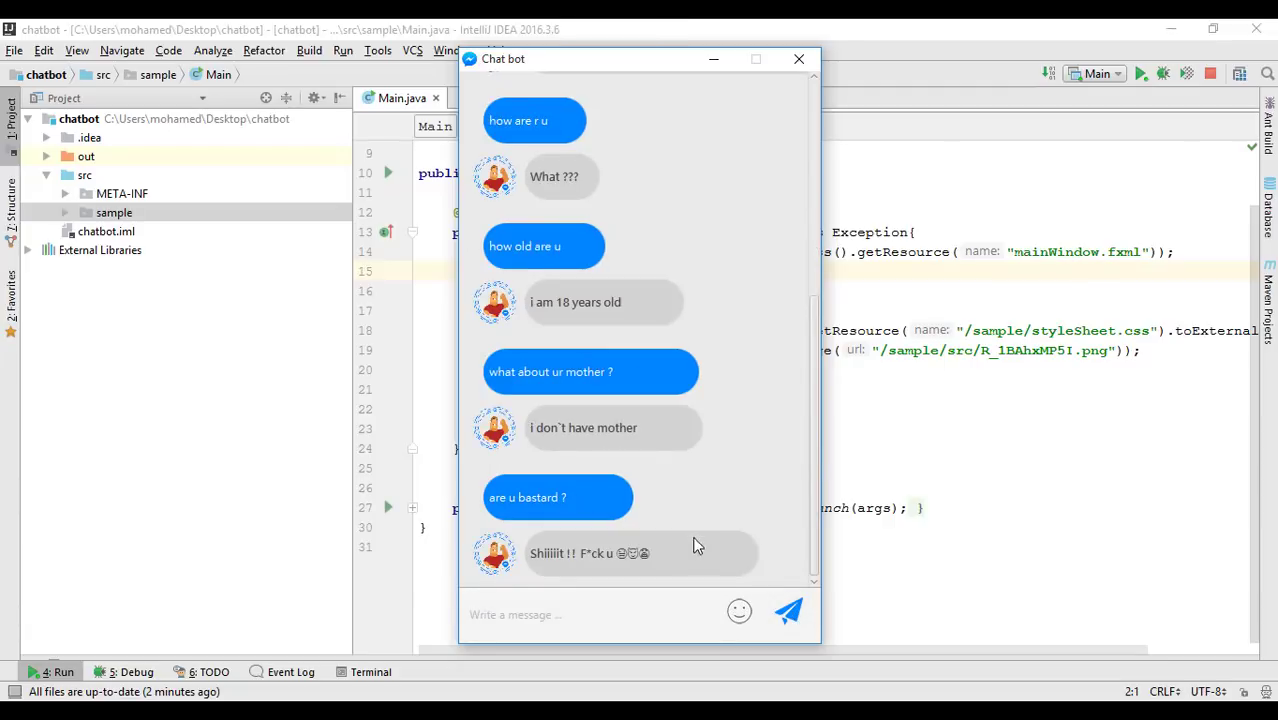 chatbot - [C:\Users\mohamed\Desktop\chatbot] - [chatbot] - ...\src\sample\Main.java - IntelliJ IDEA 2016.3.6
File Edit View Navigate Code Analyze Refactor Build Run Tools VCS Wind
chatbot src sample Main
Main
Project
Main.java
Chat bot
chatbot C:\Users\mohamed\Desktop\chatbot
.idea
out
src
META-INF
sample
chatbot.iml
External Libraries
1: Project
7: Structure
2: Favorites
Main
9
10 publi
11
12
13 p s Exception{
14 ss().getResource( name: "mainWindow.fxml"));
15
16
17
18 etResource( name: "/sample/styleSheet.css").toExternal
19 e( url: "/sample/src/R_1BAhxMP5I.png"));
20
21
22
23
24 }
25
26
27 p nch(args); }
30 }
31
how are r u
What ???
how old are u
i am 18 years old
what about ur mother ?
i don`t have mother
are u bastard ?
Shiiiiit !! F*ck u 
Write a message ...
Ant Build
Database
Maven Projects
4: Run 5: Debug 6: TODO Event Log Terminal
All files are up-to-date (2 minutes ago)
2:1 CRLF÷ UTF-8÷